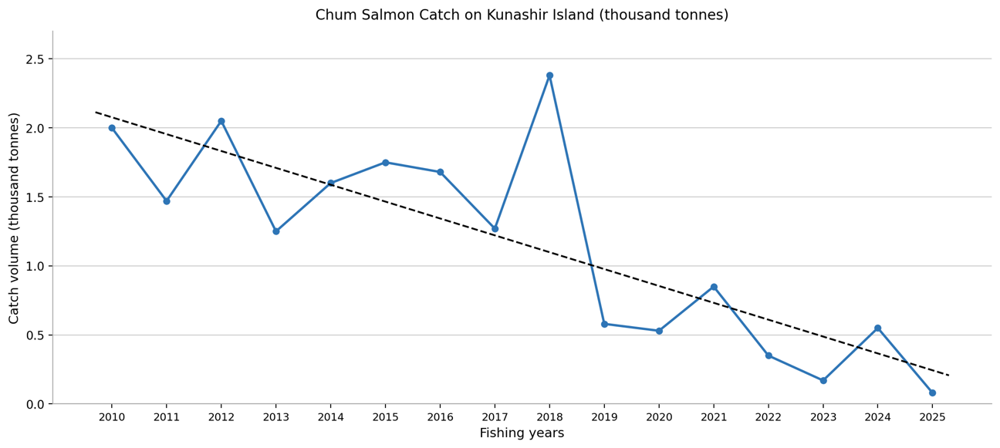 Chum Salmon Catch on Kunashir Island (thousand tonnes)
Catch volume (thousand tonnes)
2.5
2.0
1.5
1.0
0.5
0.0
2010 2011 2012 2013 2014 2015 2016 2017 2018 2019 2020 2021 2022 2023 2024 2025
Fishing years